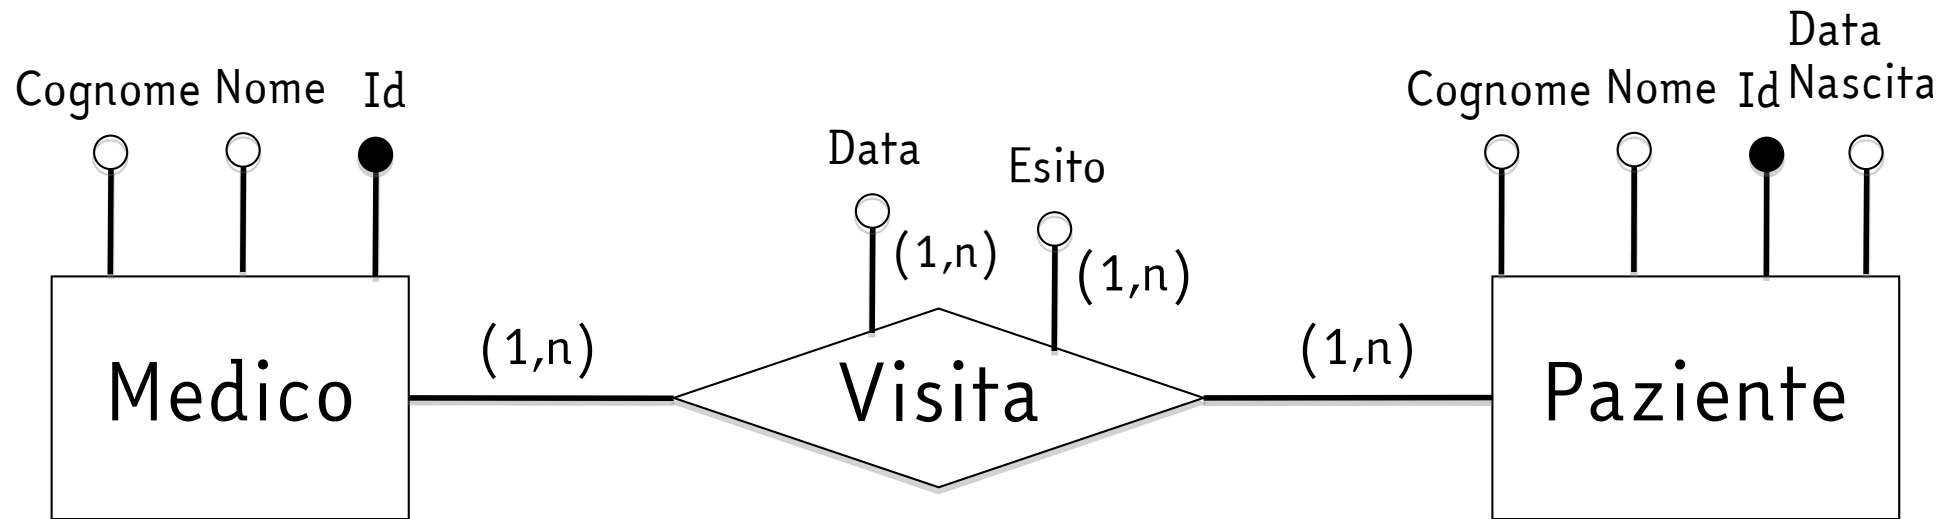 Cognome Nome Id
Data
Esito
(1,n)
(1,n)
Cognome Nome Id Data Nascita
Medico
(1,n)
Visita
(1,n)
Paziente